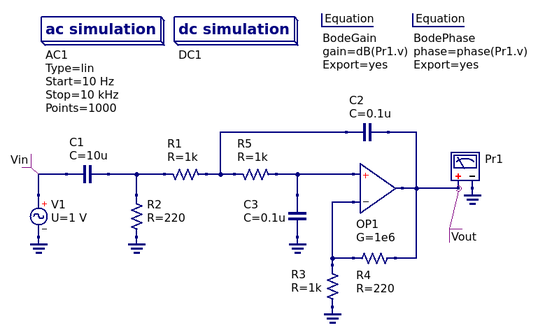 ac simulation
AC1
Type=lin
Start=10 Hz
Stop=10 kHz
Points=1000
dc simulation
DC1
Equation
BodeGain
gain=dB(Pr1.v)
Export=yes
Equation
BodePhase
phase=phase(Pr1.v)
Export=yes
Vin
C1
C=10u
R1
R=1k
R5
R=1k
C2
C=0.1u
Pr1
V1
U=1 V
R2
R=220
C3
C=0.1u
OP1
G=1e6
Vout
R3
R=1k
R4
R=220